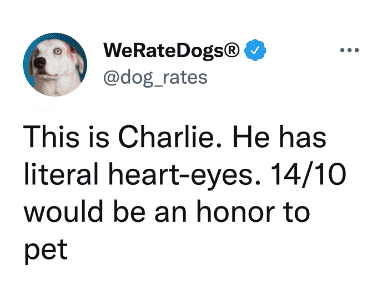 WeRateDogs®
@dog_rates
This is Charlie. He has
literal heart-eyes. 14/10
would be an honor to
pet